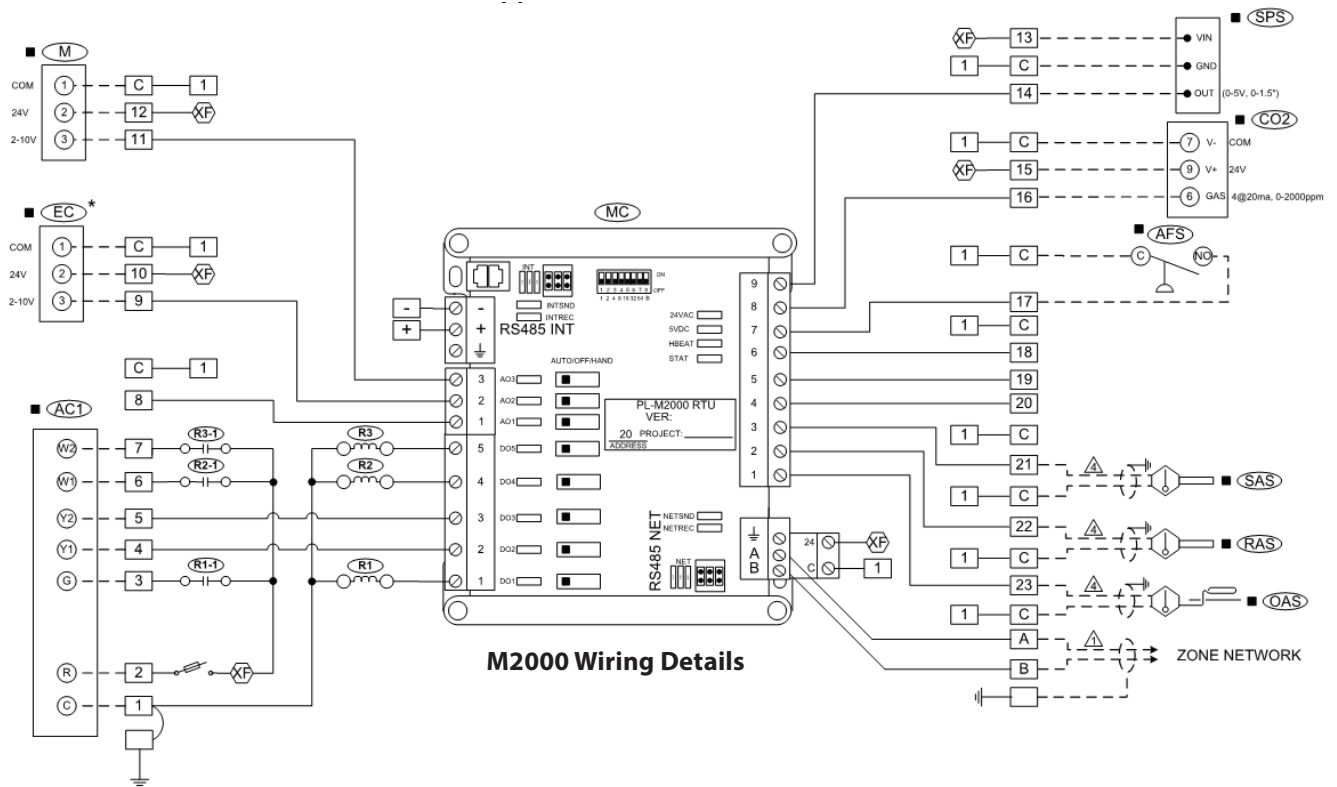 M
COM 1 C 1
24V 2 12 XF
2-10V 3 11
EC *
COM 1 C 1
24V 2 10 XF
2-10V 3 9
C 1
8
AC1
W2 7 R3-1 R3
W1 6 R2-1 R2
Y2 5
Y1 4
G 3 R1-1 R1
R 2 XF
C 1
MC
INT
ON
OFF
1 2 3 4 5 6 7 8
1 2 4 8 16 32 64 B
INTSND
INTREC
- -
+ +
RS485 INT
AUTO/OFF/HAND
3 AO3
2 AO2
1 AO1
5 DO5
4 DO4
3 DO3
2 DO2
1 DO1
24VAC
5VDC
HBEAT
STAT
PL-M2000 RTU
VER:
20 PROJECT:
ADDRESS
9
8
7
6
5
4
3
2
1
NETSND
NETREC
RS485 NET
NET
A
B
24 XF
C 1
M2000 Wiring Details
SPS
XF 13 VIN
1 C GND
14 OUT (0-5V, 0-1.5")
CO2
1 C 7 V- COM
XF 15 9 V+ 24V
16 6 GAS 4@20ma, 0-2000ppm
AFS
1 C C NO
17
1 C
18
19
20
1 C
21 4
1 C SAS
22 4
1 C RAS
23 4
1 C OAS
A 1
B ZONE NETWORK